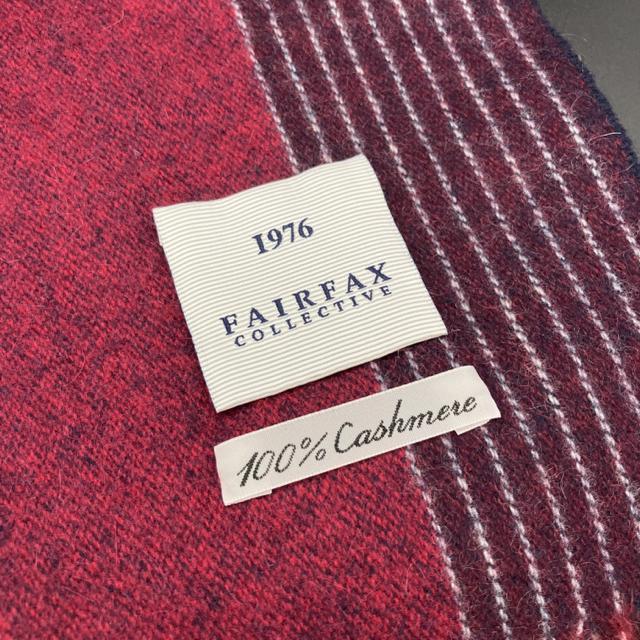 1976
FAIRFAX
COLLECTIVE
100% Cashmere